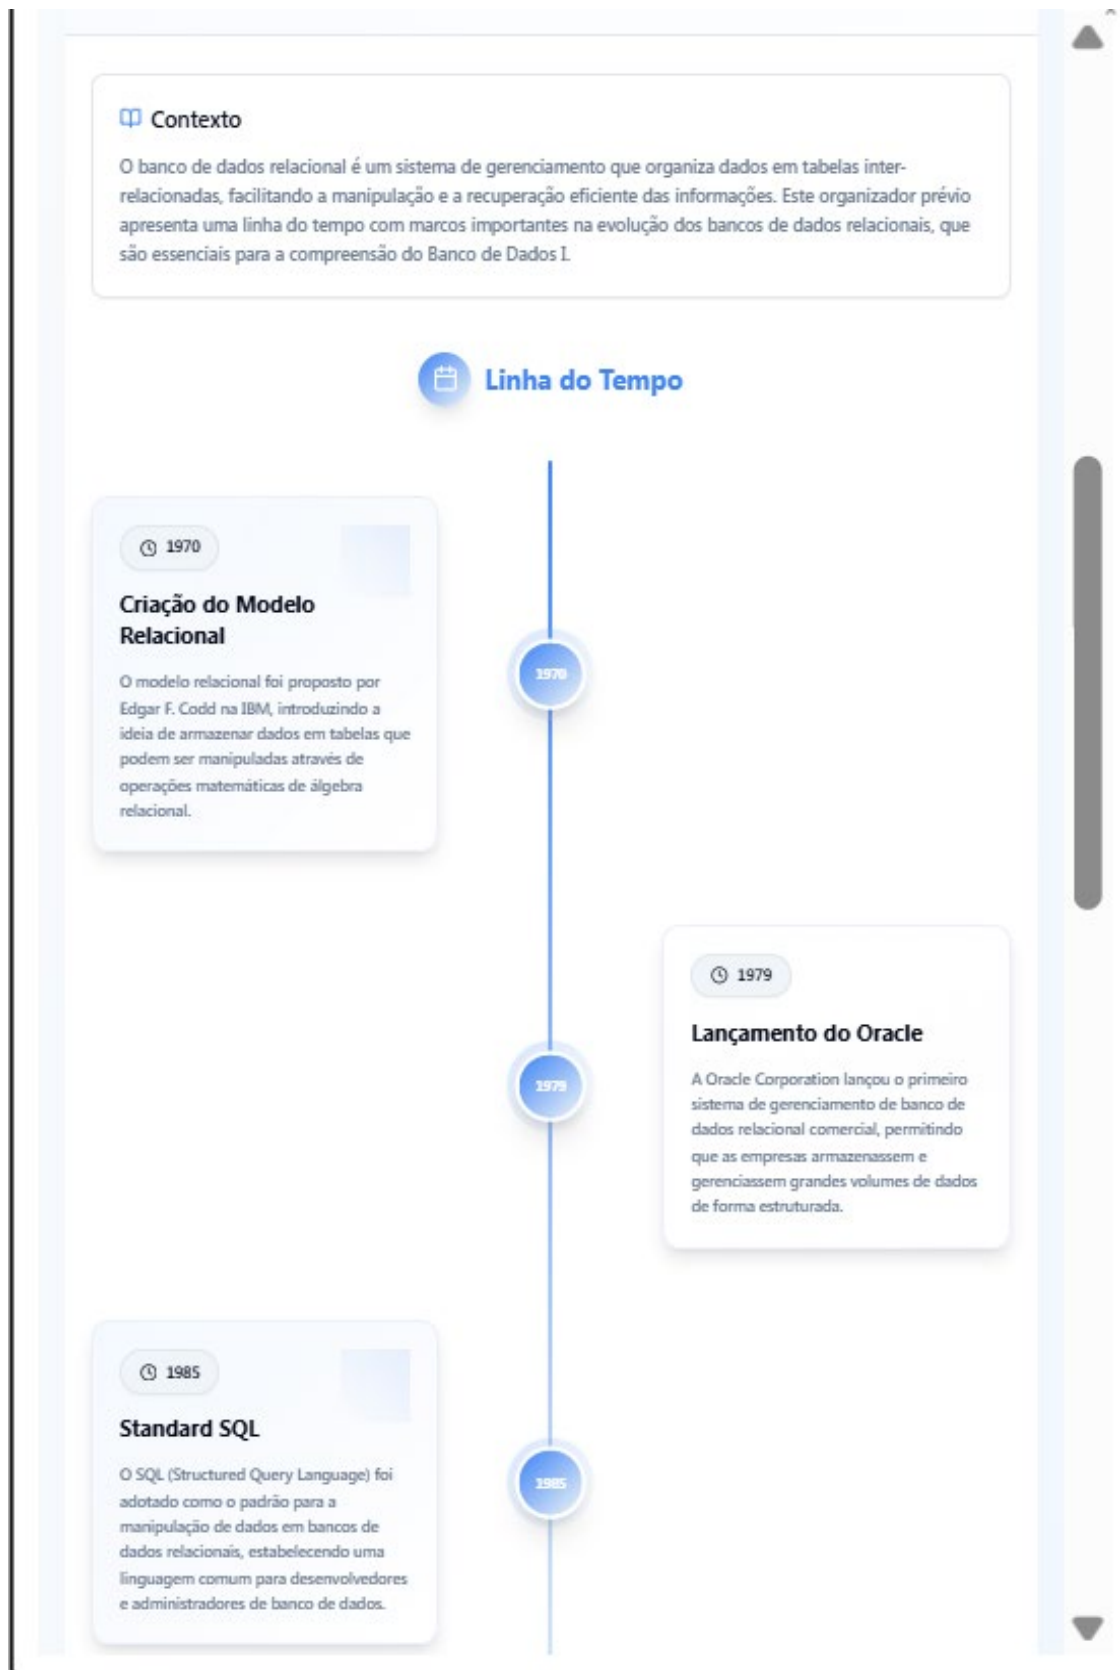 Contexto
O banco de dados relacional é um sistema de gerenciamento que organiza dados em tabelas inter-
relacionadas, facilitando a manipulação e a recuperação eficiente das informações. Este organizador prévio
apresenta uma linha do tempo com marcos importantes na evolução dos bancos de dados relacionais, que
são essenciais para a compreensão do Banco de Dados I.
Linha do Tempo
1970
Criação do Modelo
Relacional
O modelo relacional foi proposto por
Edgar F. Codd na IBM, introduzindo a
ideia de armazenar dados em tabelas que
podem ser manipuladas através de
operações matemáticas de álgebra
relacional.
1970
1979
Lançamento do Oracle
A Oracle Corporation lançou o primeiro
sistema de gerenciamento de banco de
dados relacional comercial, permitindo
que as empresas armazenassem e
gerenciassem grandes volumes de dados
de forma estruturada.
1979
1985
Standard SQL
O SQL (Structured Query Language) foi
adotado como o padrão para a
manipulação de dados em bancos de
dados relacionais, estabelecendo uma
linguagem comum para desenvolvedores
e administradores de banco de dados.
1985